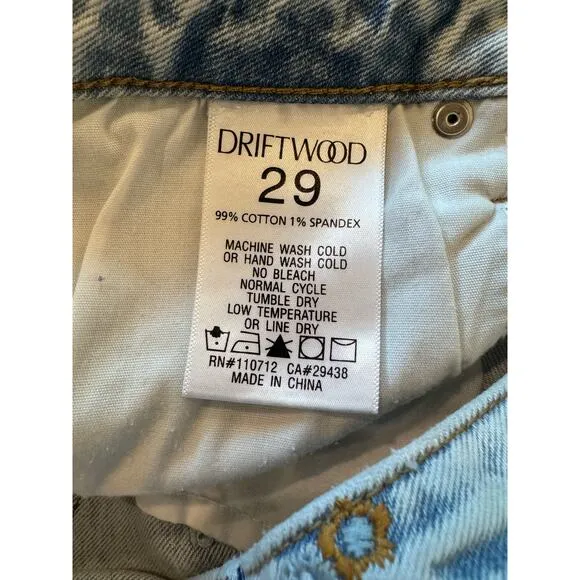 DRIFTWOOD
29
99% COTTON 1% SPANDEX
MACHINE WASH COLD
OR HAND WASH COLD
NO BLEACH
NORMAL CYCLE
TUMBLE DRY
LOW TEMPERATURE
OR LINE DRY
RN#110712 CA#29438
MADE IN CHINA